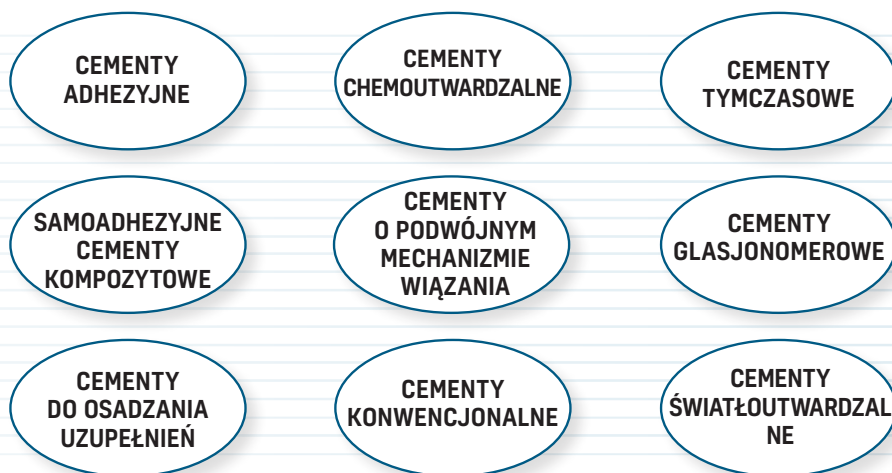 CEMENTY
ADHEZYJNE
CEMENTY
CHEMOUTWARDZALNE
CEMENTY
TYMCZASOWE
SAMOADHEZYJNE
CEMENTY
KOMPOZYTOWE
CEMENTY
O PODWÓJNYM
MECHANIZMIE
WIĄZANIA
CEMENTY
GLASJONOMEROWE
CEMENTY
DO OSADZANIA
UZUPEŁNIEŃ
CEMENTY
KONWENCJONALNE
CEMENTY
ŚWIATŁOUTWARDZAL
NE